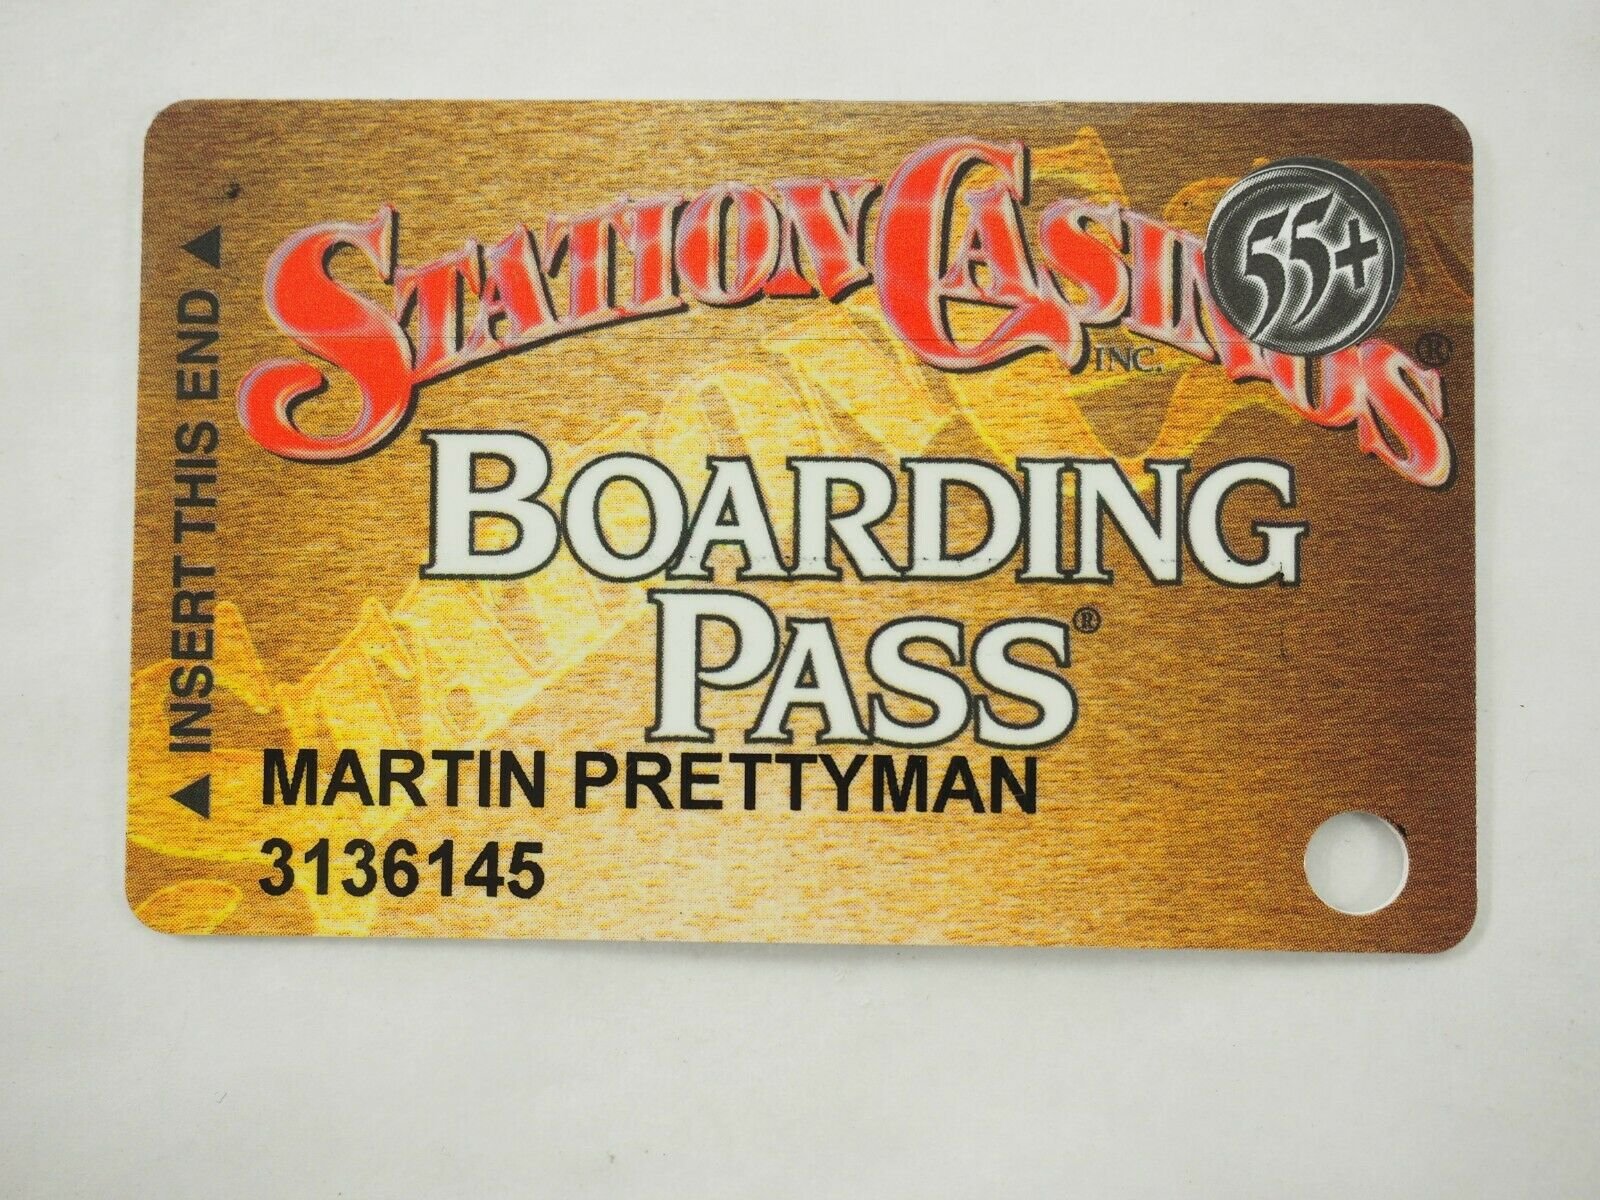 STATION CASINOS ®
INC.
55+
BOARDING
PASS ®
MARTIN PRETTYMAN
3136145
▲ INSERT THIS END ▲